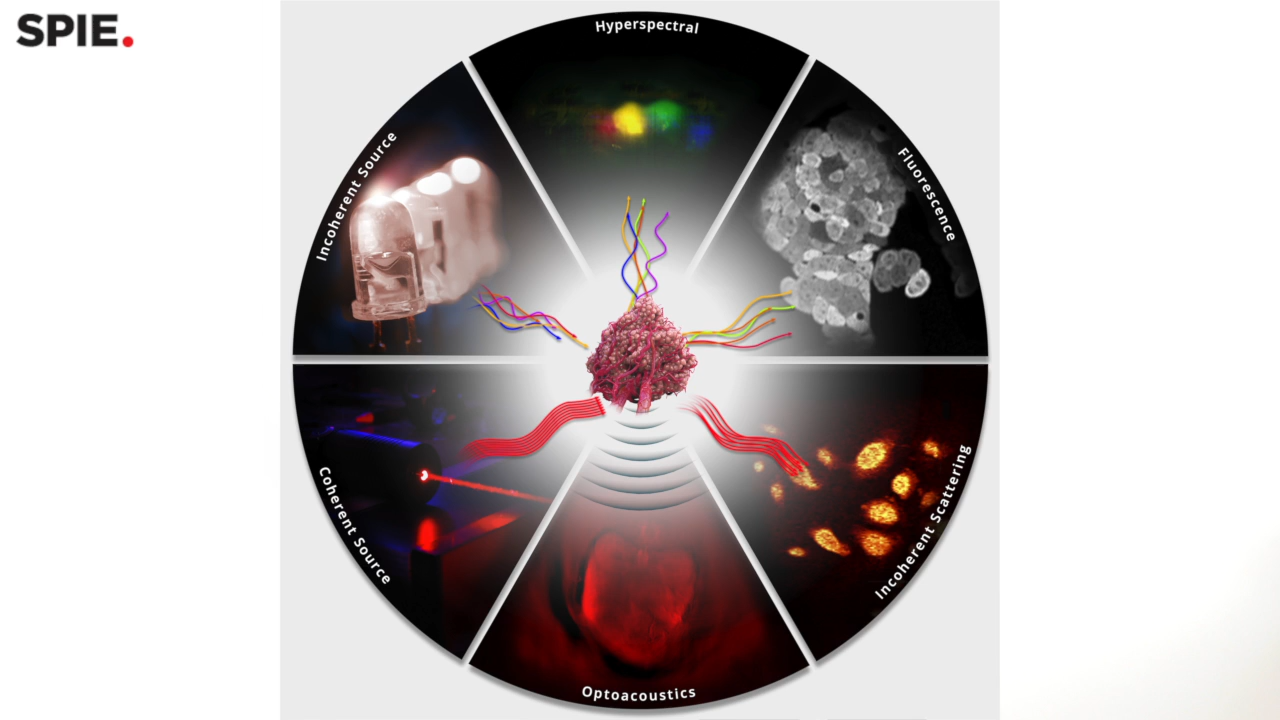 SPIE.
Hyperspectral
Incoherent Source
Fluorescence
Coherent Source
Incoherent Scattering
Optoacoustics